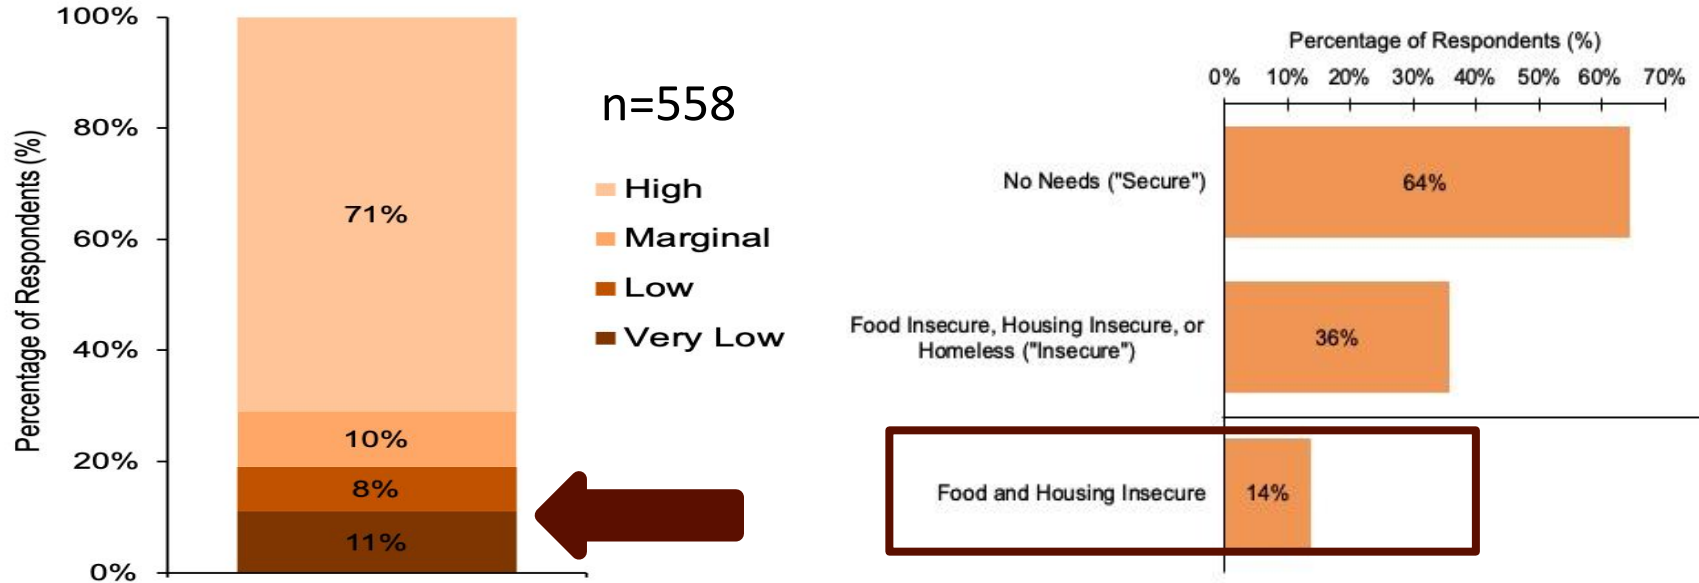 100%
80%
60%
40%
20%
0%
Percentage of Respondents (%)
71%
10%
8%
11%
n=558
High
Marginal
Low
Very Low
Percentage of Respondents (%)
0% 10% 20% 30% 40% 50% 60% 70%
No Needs ("Secure")
64%
Food Insecure, Housing Insecure, or
Homeless ("Insecure")
36%
Food and Housing Insecure
14%